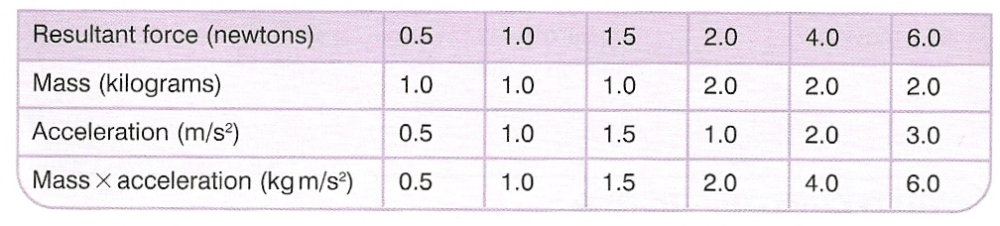 Resultant force (newtons) 0.5 1.0 1.5 2.0 4.0 6.0
Mass (kilograms) 1.0 1.0 1.0 2.0 2.0 2.0
Acceleration (m/s²) 0.5 1.0 1.5 1.0 2.0 3.0
Mass × acceleration (kg m/s²) 0.5 1.0 1.5 2.0 4.0 6.0